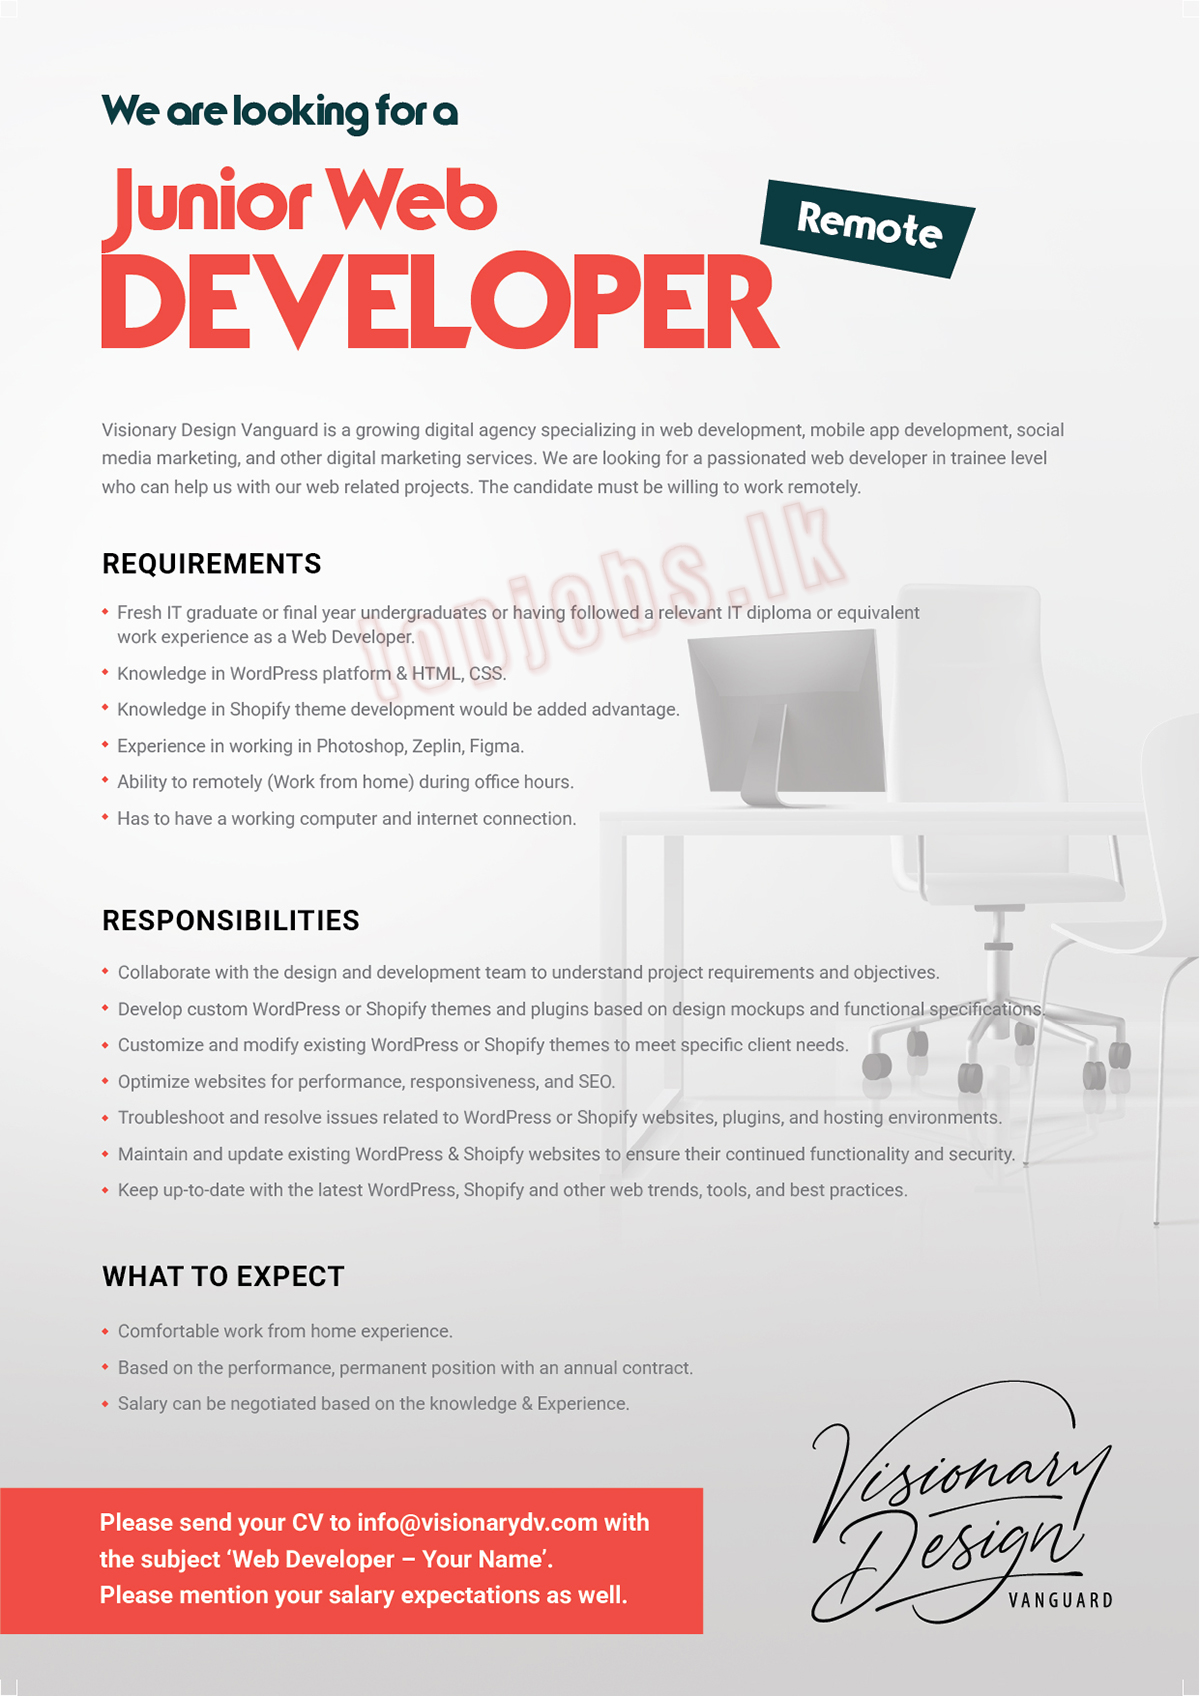 We are looking for a
Junior Web
DEVELOPER
Remote
Visionary Design Vanguard is a growing digital agency specializing in web development, mobile app development, social
media marketing, and other digital marketing services. We are looking for a passionated web developer in trainee level
who can help us with our web related projects. The candidate must be willing to work remotely.
topjobs.lk
REQUIREMENTS
Fresh IT graduate or final year undergraduates or having followed a relevant IT diploma or equivalent
work experience as a Web Developer.
Knowledge in WordPress platform & HTML, CSS.
Knowledge in Shopify theme development would be added advantage.
Experience in working in Photoshop, Zeplin, Figma.
Ability to remotely (Work from home) during office hours.
Has to have a working computer and internet connection.
RESPONSIBILITIES
Collaborate with the design and development team to understand project requirements and objectives.
Develop custom WordPress or Shopify themes and plugins based on design mockups and functional specifications.
Customize and modify existing WordPress or Shopify themes to meet specific client needs.
Optimize websites for performance, responsiveness, and SEO.
Troubleshoot and resolve issues related to WordPress or Shopify websites, plugins, and hosting environments.
Maintain and update existing WordPress & Shoipfy websites to ensure their continued functionality and security.
Keep up-to-date with the latest WordPress, Shopify and other web trends, tools, and best practices.
WHAT TO EXPECT
Comfortable work from home experience.
Based on the performance, permanent position with an annual contract.
Salary can be negotiated based on the knowledge & Experience.
Please send your CV to info@visionarydv.com with
the subject ‘Web Developer – Your Name’.
Please mention your salary expectations as well.
Visionary
Design
VANGUARD